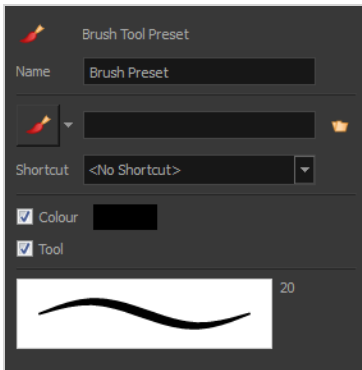 Brush Tool Preset
Name Brush Preset
Shortcut <No Shortcut>
Colour
Tool
20